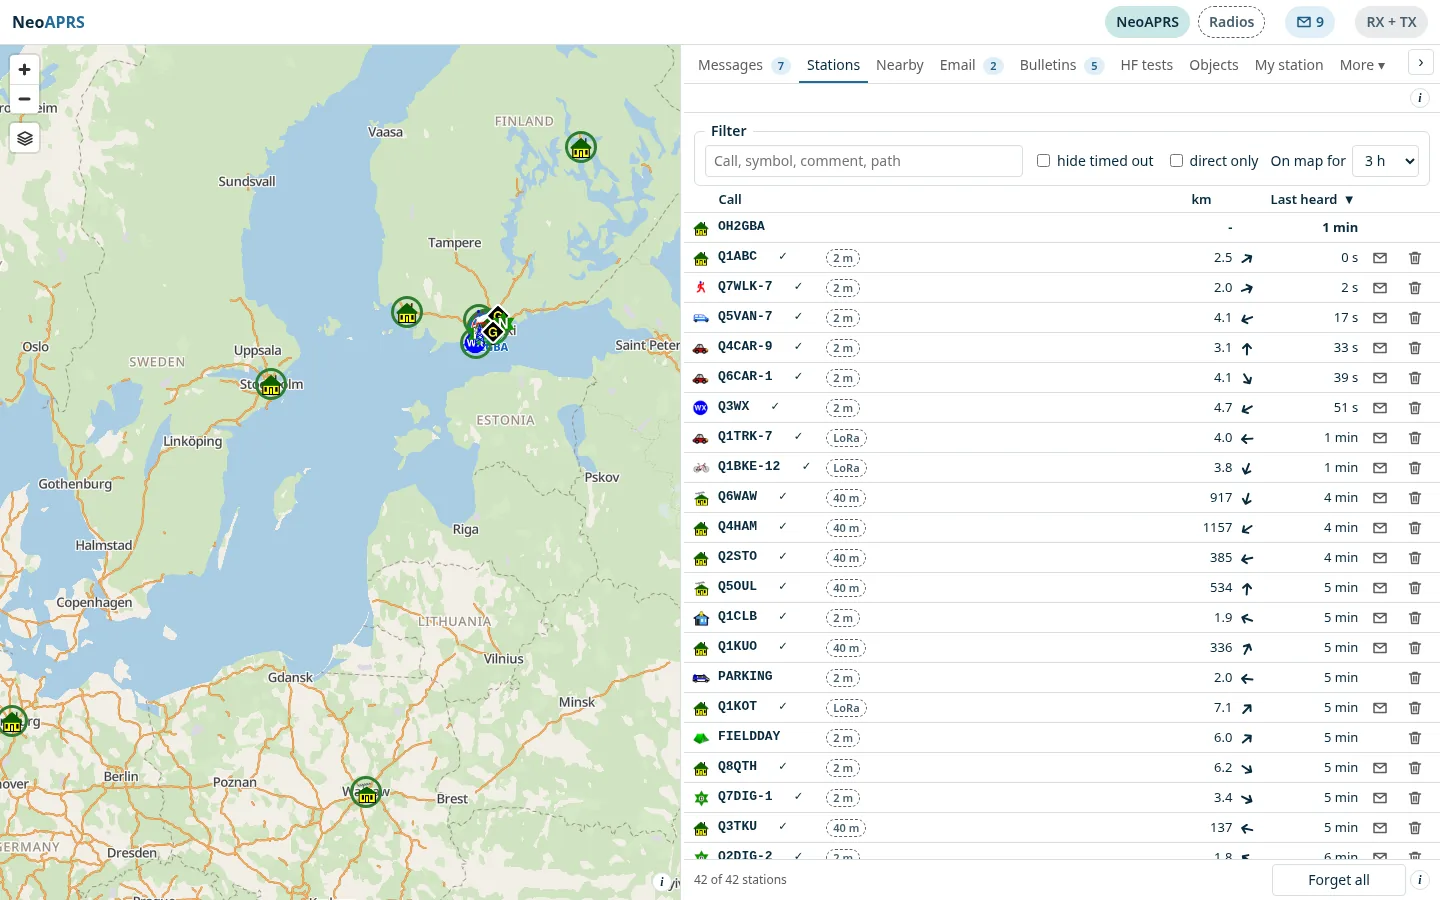 NeoAPRS
NeoAPRS
Radios
9
RX + TX
Messages 7
Stations
Nearby
Email 2
Bulletins 5
HF tests
Objects
My station
More ▾
›
i
Filter
Call, symbol, comment, path
hide timed out
direct only
On map for
3 h
Call
km
Last heard ▼
OH2GBA - 1 min
Q1ABC ✓ 2 m 2.5 0 s
Q7WLK-7 ✓ 2 m 2.0 2 s
Q5VAN-7 ✓ 2 m 4.1 17 s
Q4CAR-9 ✓ 2 m 3.1 33 s
Q6CAR-1 ✓ 2 m 4.1 39 s
WX Q3WX ✓ 2 m 4.7 51 s
Q1TRK-7 ✓ LoRa 4.0 1 min
Q1BKE-12 ✓ LoRa 3.8 1 min
Q6WAW ✓ 40 m 917 4 min
Q4HAM ✓ 40 m 1157 4 min
Q2STO ✓ 40 m 385 4 min
Q5OUL ✓ 40 m 534 5 min
Q1CLB ✓ 2 m 1.9 5 min
Q1KUO ✓ 40 m 336 5 min
PARKING 2 m 2.0 5 min
Q1KOT ✓ LoRa 7.1 5 min
FIELDDAY 2 m 6.0 5 min
Q8QTH ✓ 2 m 6.2 5 min
Q7DIG-1 ✓ 2 m 3.4 5 min
Q3TKU ✓ 40 m 137 5 min
Q2DIG-2 ✓ 2 m 1.8 6 min
42 of 42 stations
Forget all
i
+
−
Vaasa
FINLAND
Sundsvall
Tampere
Oslo
SWEDEN
Uppsala
Saint Peter
G
G
ESTONIA
Linköping
Gothenburg
Pskov
Riga
Halmstad
Copenhagen
LITHUANIA
Vilnius
Gdansk
Minsk
Berlin
Poznan
Brest
GERMANY
Dresden
i